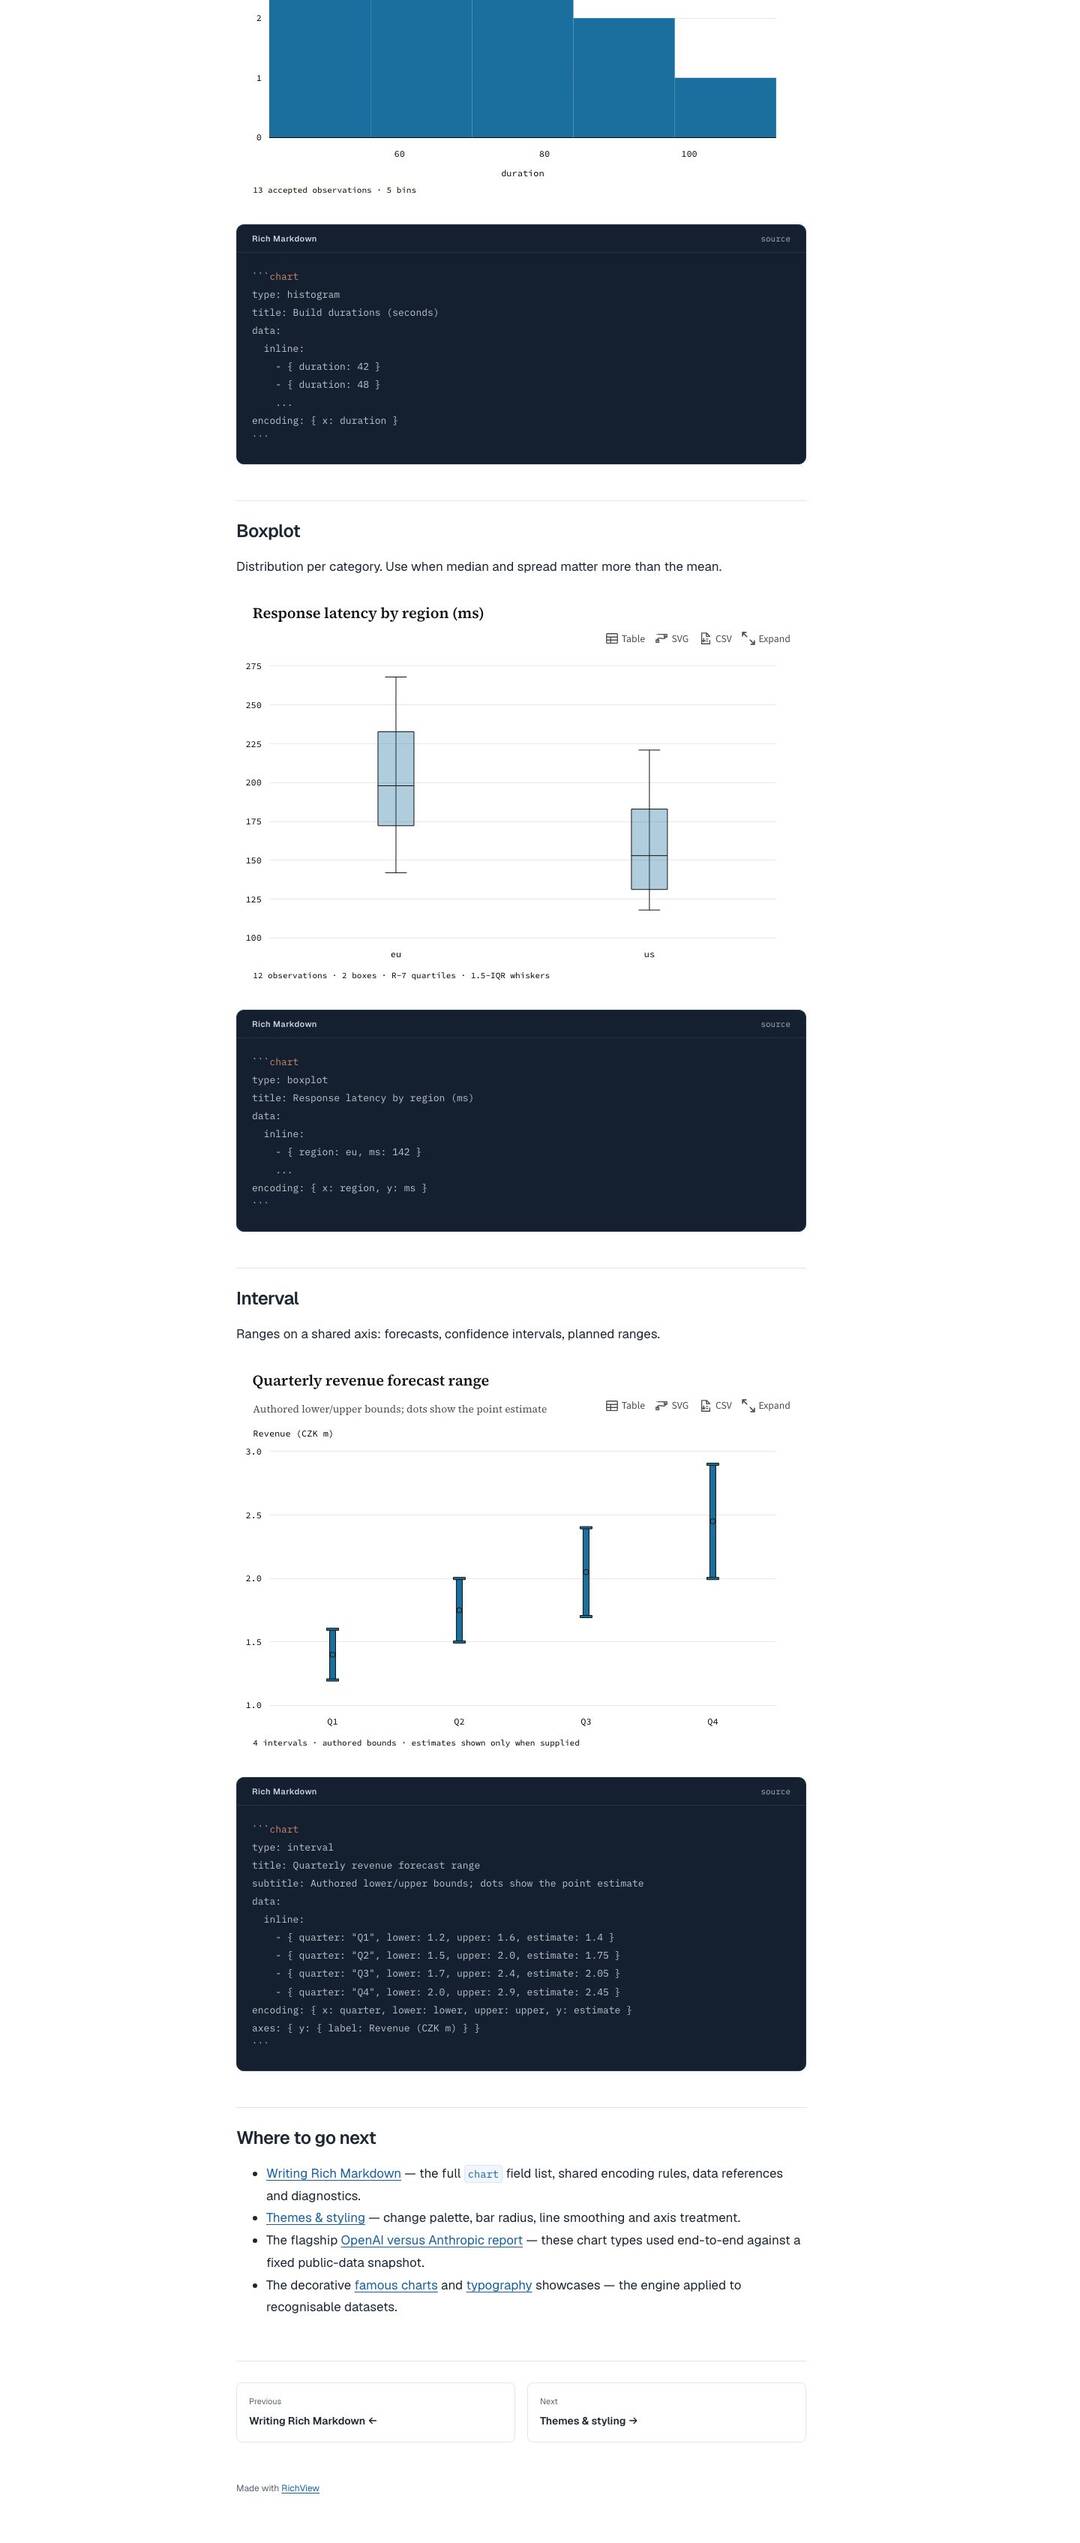 2
1
0
60 80 100
duration
13 accepted observations · 5 bins
Rich Markdown source
```chart
type: histogram
title: Build durations (seconds)
data:
  inline:
    - { duration: 42 }
    - { duration: 48 }
    ...
encoding: { x: duration }
```
Boxplot
Distribution per category. Use when median and spread matter more than the mean.
Response latency by region (ms)
Table SVG CSV Expand
275
250
225
200
175
150
125
100
eu us
12 observations · 2 boxes · R-7 quartiles · 1.5-IQR whiskers
Rich Markdown source
```chart
type: boxplot
title: Response latency by region (ms)
data:
  inline:
    - { region: eu, ms: 142 }
    ...
encoding: { x: region, y: ms }
```
Interval
Ranges on a shared axis: forecasts, confidence intervals, planned ranges.
Quarterly revenue forecast range
Authored lower/upper bounds; dots show the point estimate
Table SVG CSV Expand
Revenue (CZK m)
3.0
2.5
2.0
1.5
1.0
Q1 Q2 Q3 Q4
4 intervals · authored bounds · estimates shown only when supplied
Rich Markdown source
```chart
type: interval
title: Quarterly revenue forecast range
subtitle: Authored lower/upper bounds; dots show the point estimate
data:
  inline:
    - { quarter: "Q1", lower: 1.2, upper: 1.6, estimate: 1.4 }
    - { quarter: "Q2", lower: 1.5, upper: 2.0, estimate: 1.75 }
    - { quarter: "Q3", lower: 1.7, upper: 2.4, estimate: 2.05 }
    - { quarter: "Q4", lower: 2.0, upper: 2.9, estimate: 2.45 }
encoding: { x: quarter, lower: lower, upper: upper, y: estimate }
axes: { y: { label: Revenue (CZK m) } }
```
Where to go next
• Writing Rich Markdown — the full chart field list, shared encoding rules, data references
and diagnostics.
• Themes & styling — change palette, bar radius, line smoothing and axis treatment.
• The flagship OpenAI versus Anthropic report — these chart types used end-to-end against a
fixed public-data snapshot.
• The decorative famous charts and typography showcases — the engine applied to
recognisable datasets.
Previous
Writing Rich Markdown ←
Next
Themes & styling →
Made with RichView